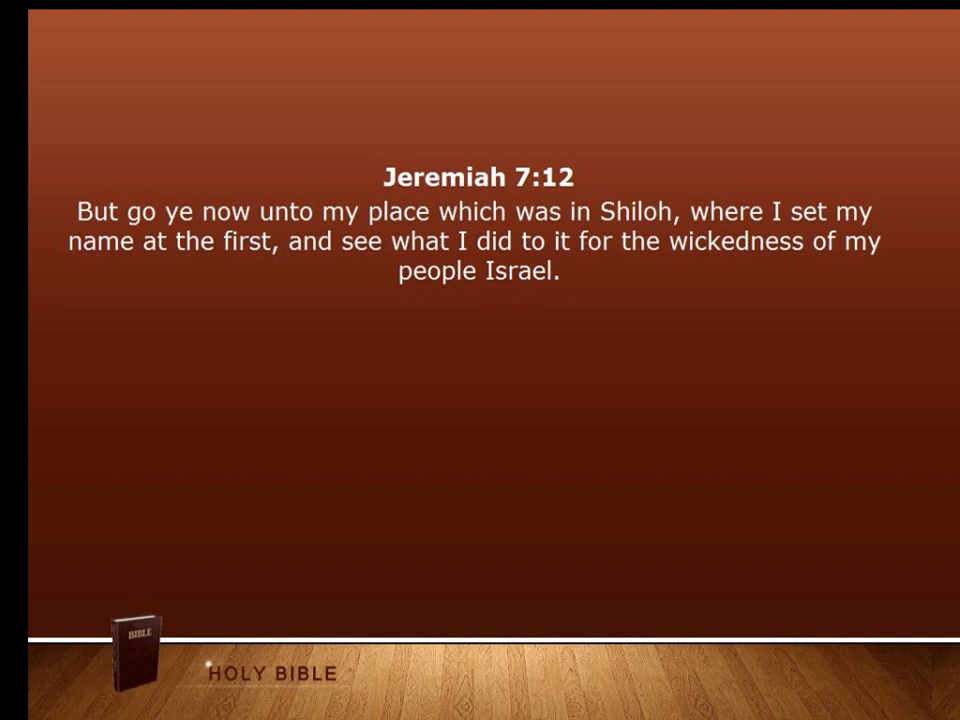 Jeremiah 7:12
But go ye now unto my place which was in Shiloh, where I set my
name at the first, and see what I did to it for the wickedness of my
people Israel.
BIBLE
HOLY BIBLE